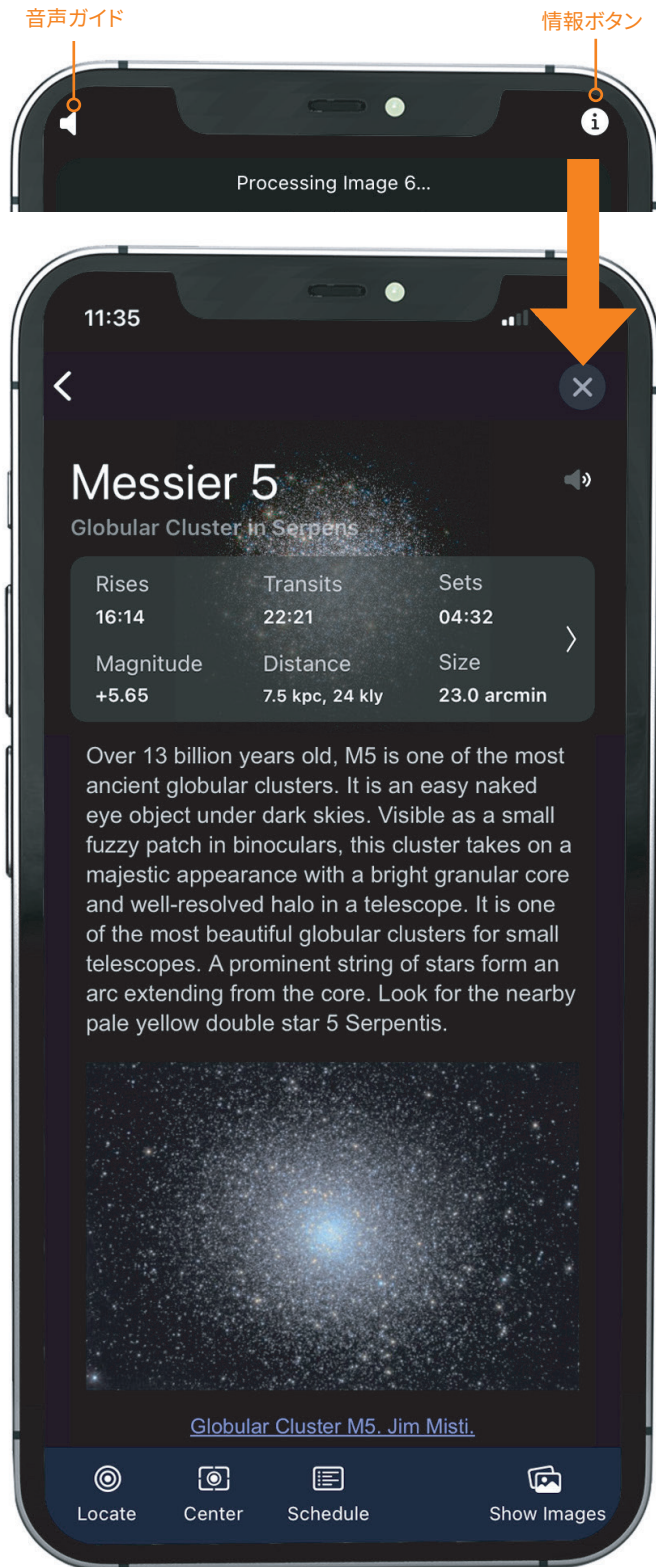 音声ガイド
情報ボタン
Processing Image 6...
11:35
Messier 5
Globular Cluster in Serpens
Rises Transits Sets
16:14 22:21 04:32
Magnitude Distance Size
+5.65 7.5 kpc, 24 kly 23.0 arcmin
Over 13 billion years old, M5 is one of the most
ancient globular clusters. It is an easy naked
eye object under dark skies. Visible as a small
fuzzy patch in binoculars, this cluster takes on a
majestic appearance with a bright granular core
and well-resolved halo in a telescope. It is one
of the most beautiful globular clusters for small
telescopes. A prominent string of stars form an
arc extending from the core. Look for the nearby
pale yellow double star 5 Serpentis.
Globular Cluster M5. Jim Misti.
Locate Center Schedule Show Images